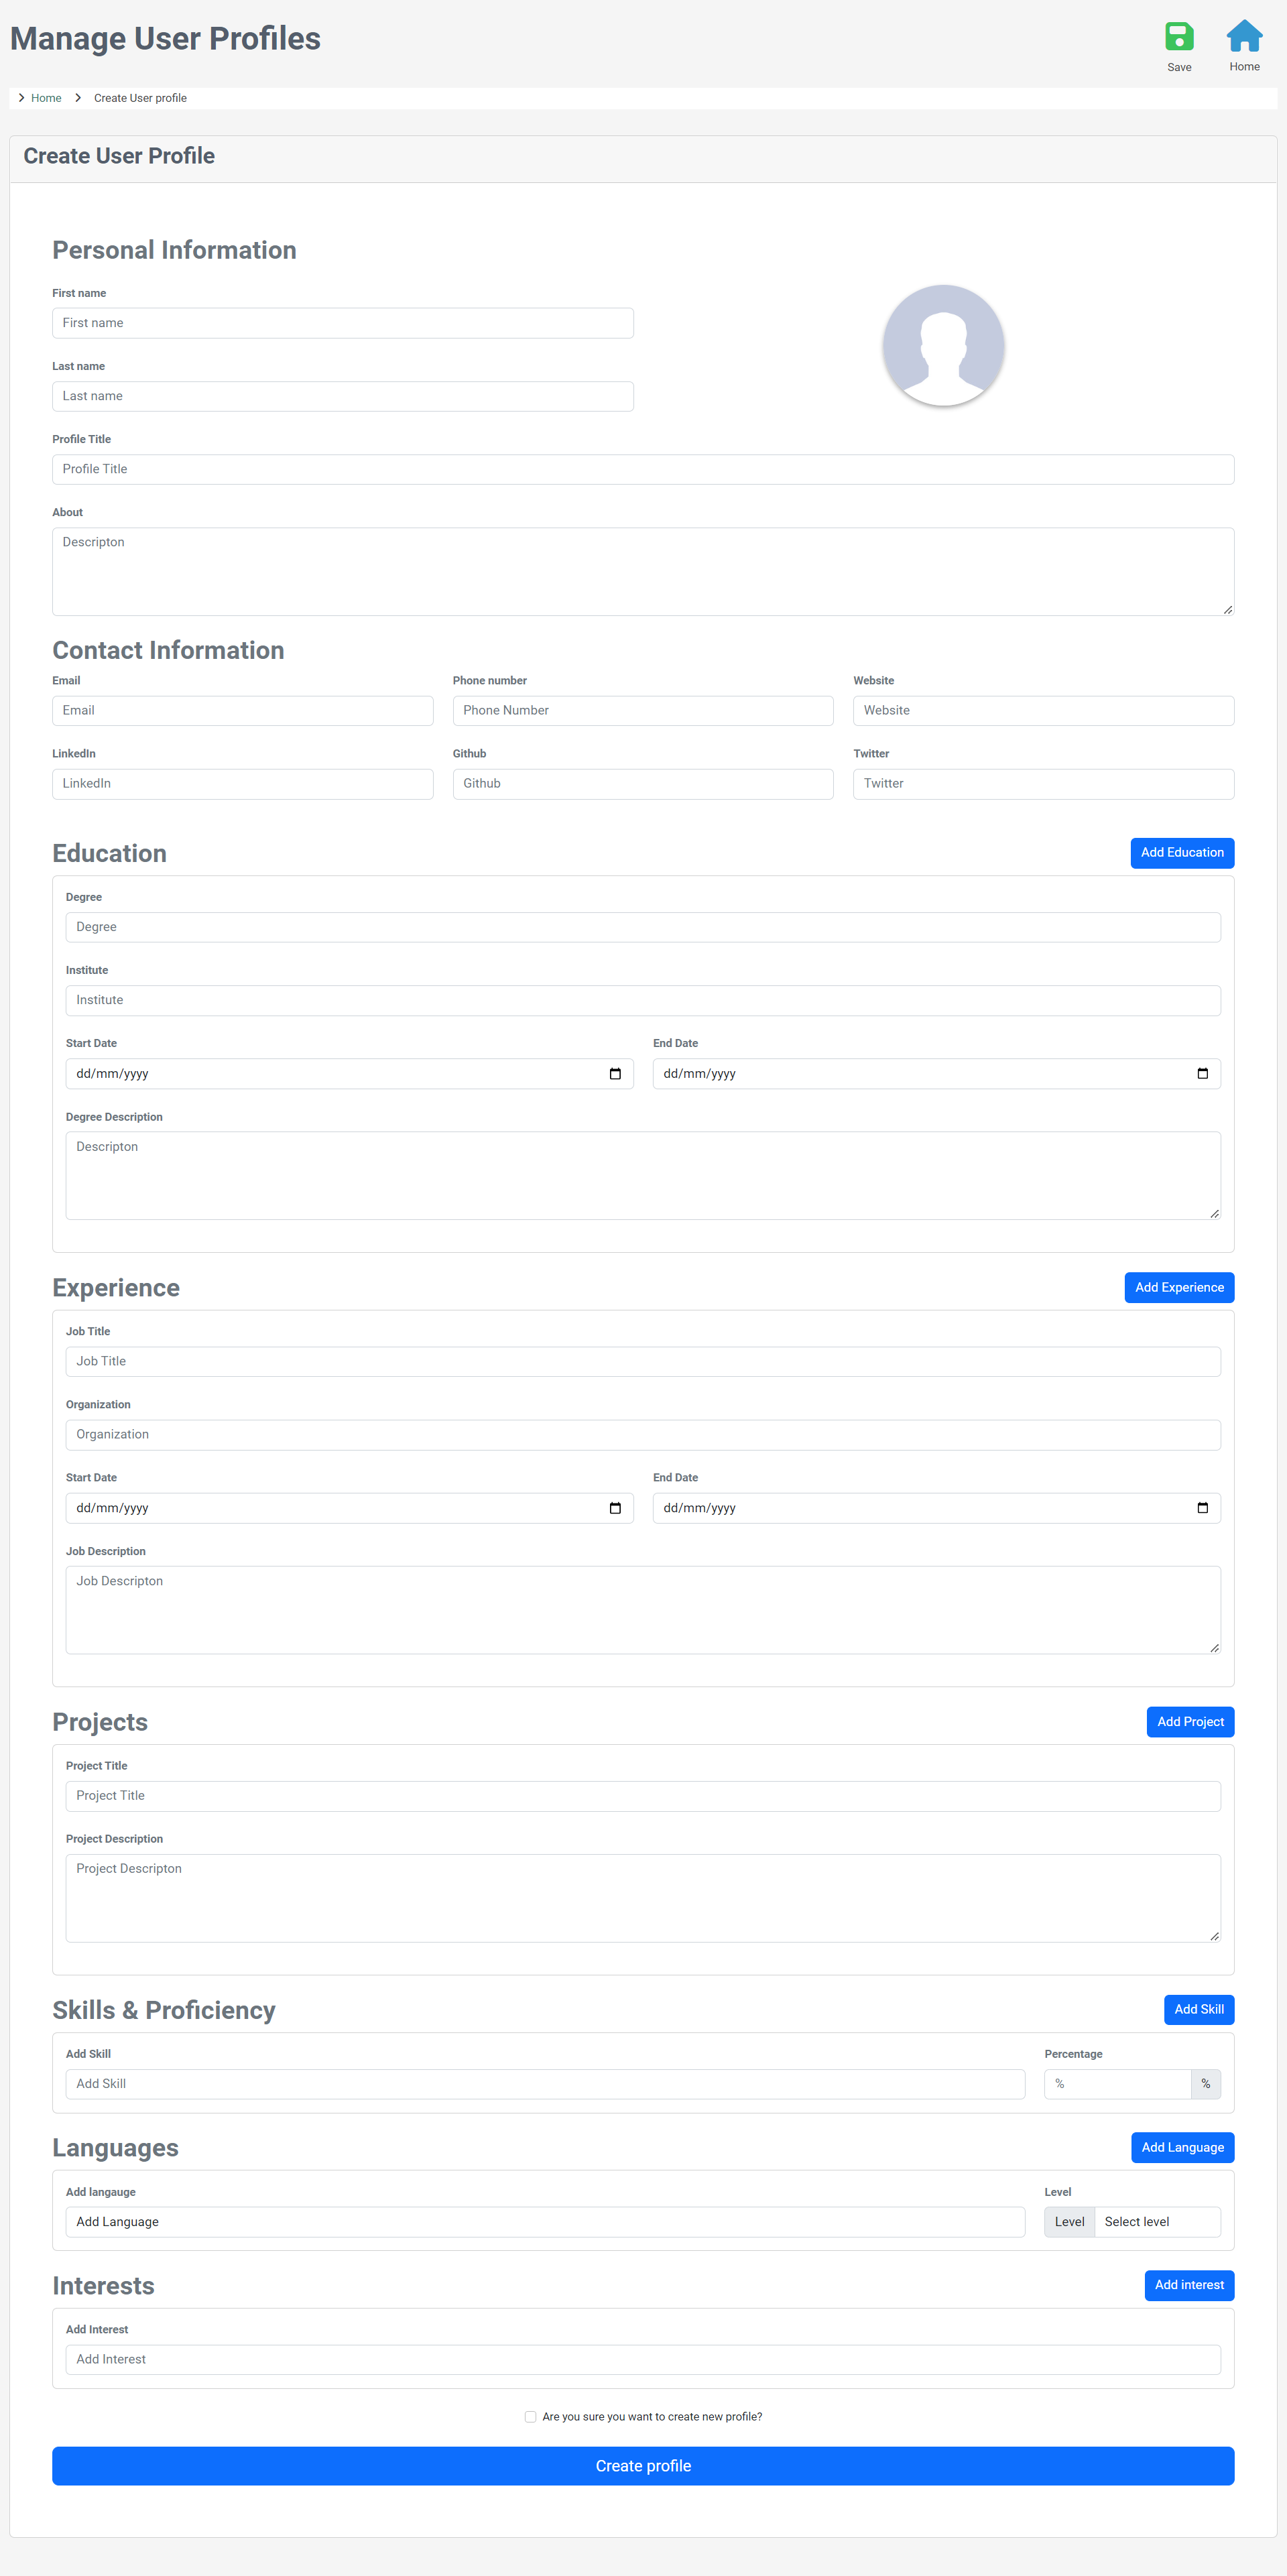 Manage User Profiles
Save
Home
Home Create User profile
Create User Profile
Personal Information
First name
First name
Last name
Last name
Profile Title
Profile Title
About
Descripton
Contact Information
Email Phone number Website
Email Phone Number Website
LinkedIn Github Twitter
LinkedIn Github Twitter
Education Add Education
Degree
Degree
Institute
Institute
Start Date End Date
dd/mm/yyyy dd/mm/yyyy
Degree Description
Descripton
Experience Add Experience
Job Title
Job Title
Organization
Organization
Start Date End Date
dd/mm/yyyy dd/mm/yyyy
Job Description
Job Descripton
Projects Add Project
Project Title
Project Title
Project Description
Project Descripton
Skills & Proficiency Add Skill
Add Skill Percentage
Add Skill % %
Languages Add Language
Add langauge Level
Add Language Level Select level
Interests Add interest
Add Interest
Add Interest
Are you sure you want to create new profile?
Create profile